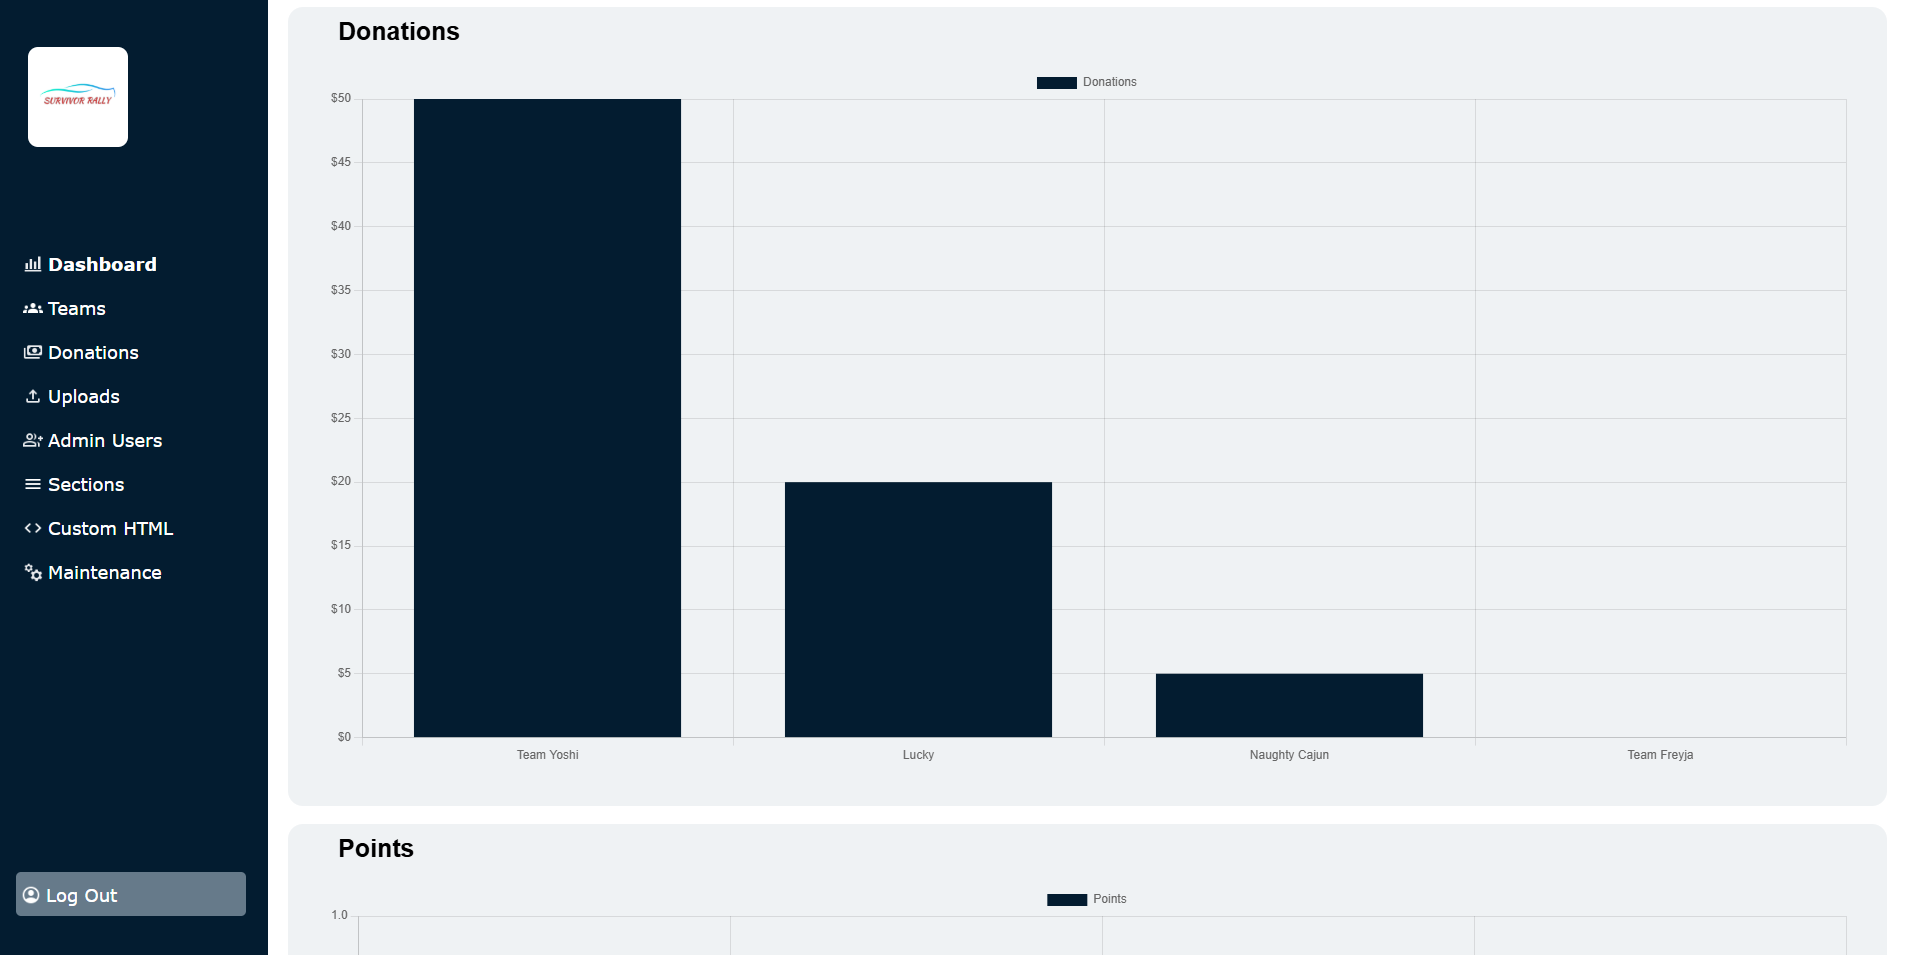 SURVIVOR RALLY
Dashboard
Teams
Donations
Uploads
Admin Users
Sections
Custom HTML
Maintenance
Log Out
Donations
Donations
$50
$45
$40
$35
$30
$25
$20
$15
$10
$5
$0
Team Yoshi
Lucky
Naughty Cajun
Team Freyja
Points
Points
1.0